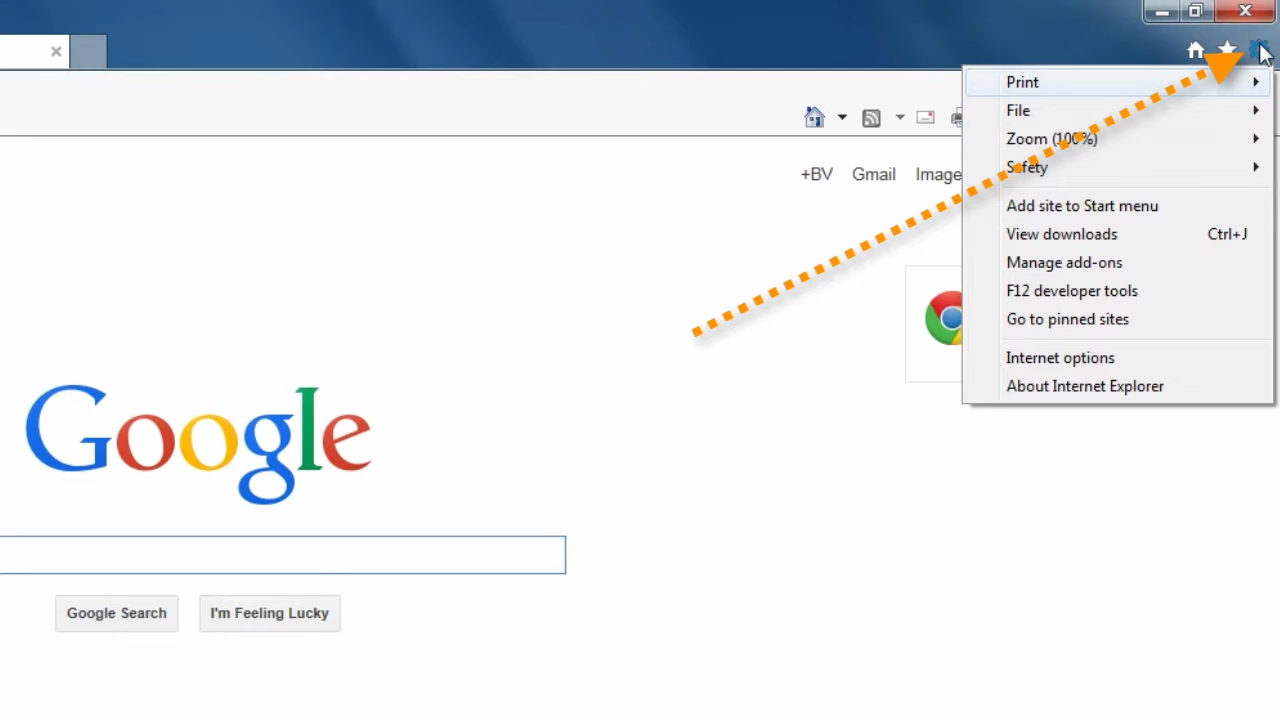 Print
File
Zoom (100%)
Safety
+BV Gmail Image
Add site to Start menu
View downloads Ctrl+J
Manage add-ons
F12 developer tools
Go to pinned sites
Internet options
About Internet Explorer
Google
Google Search I'm Feeling Lucky